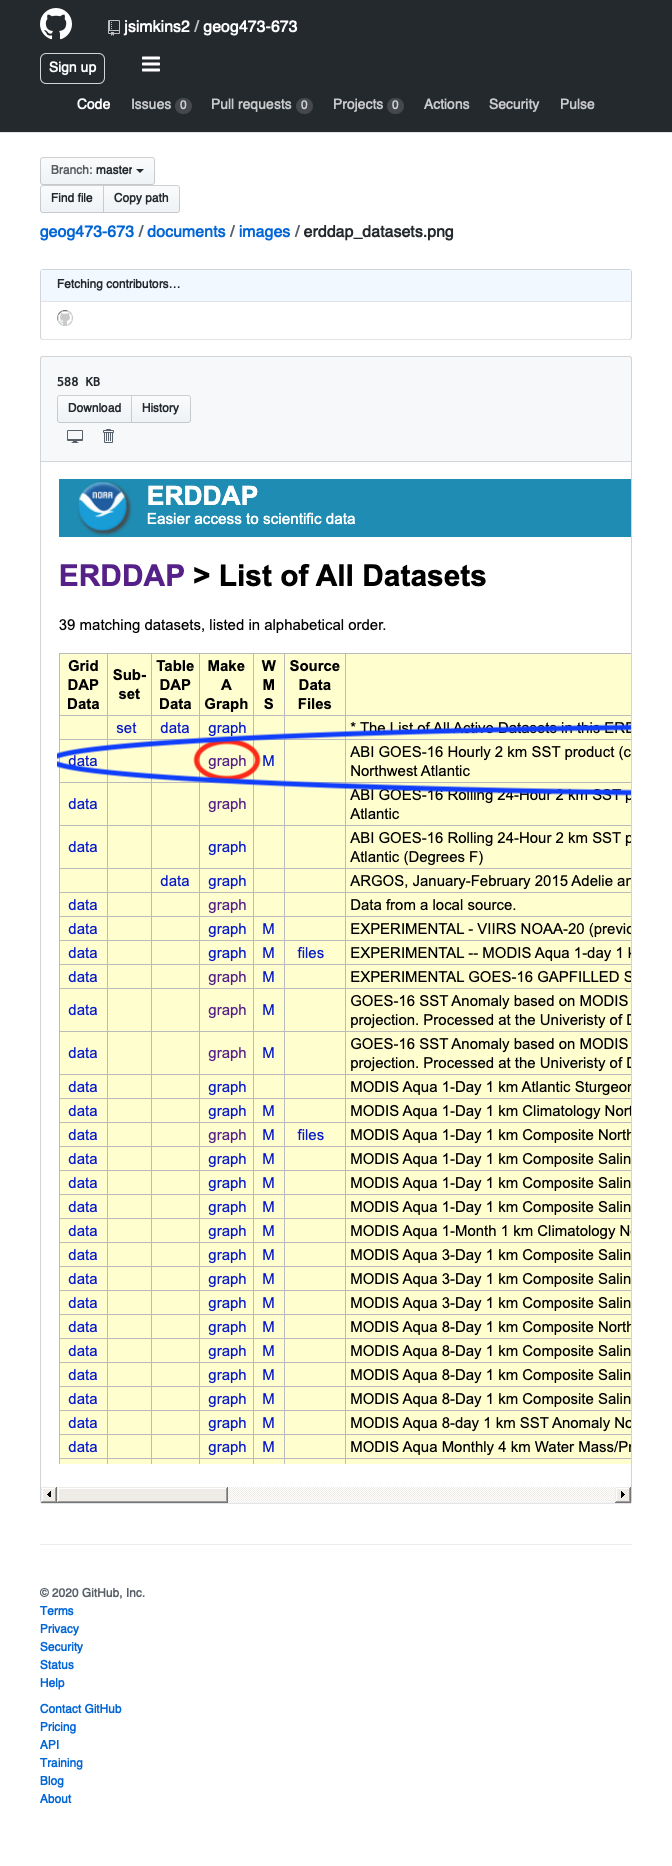 jsimkins2 / geog473-673
Sign up
Code Issues 0 Pull requests 0 Projects 0 Actions Security Pulse
Branch: master
Find file Copy path
geog473-673 / documents / images / erddap_datasets.png
Fetching contributors…
588 KB
Download History
NOAA
ERDDAP
Easier access to scientific data
ERDDAP > List of All Datasets
39 matching datasets, listed in alphabetical order.
Grid DAP Data Sub-set Table DAP Data Make A Graph W M S Source Data Files
set data graph * The List of All Active Datasets in this
data graph M ABI GOES-16 Hourly 2 km SST product
Northwest Atlantic
data graph ABI GOES-16 Rolling 24-Hour 2 km SST
Atlantic
data graph ABI GOES-16 Rolling 24-Hour 2 km SST
Atlantic (Degrees F)
data graph ARGOS, January-February 2015 Adelie
data graph Data from a local source.
data graph M EXPERIMENTAL - VIIRS NOAA-20
data graph M files EXPERIMENTAL -- MODIS Aqua 1-day 1
data graph M EXPERIMENTAL GOES-16 GAPFILLED
data graph M GOES-16 SST Anomaly based on MODIS
projection. Processed at the Univeristy of
data graph M GOES-16 SST Anomaly based on MODIS
projection. Processed at the Univeristy of
data graph MODIS Aqua 1-Day 1 km Atlantic Sturgeon
data graph M MODIS Aqua 1-Day 1 km Climatology
data graph M files MODIS Aqua 1-Day 1 km Composite
data graph M MODIS Aqua 1-Day 1 km Composite Salin
data graph M MODIS Aqua 1-Day 1 km Composite Salin
data graph M MODIS Aqua 1-Day 1 km Composite Salin
data graph M MODIS Aqua 1-Month 1 km Climatology
data graph M MODIS Aqua 3-Day 1 km Composite Salin
data graph M MODIS Aqua 3-Day 1 km Composite Salin
data graph M MODIS Aqua 3-Day 1 km Composite Salin
data graph M MODIS Aqua 8-Day 1 km Composite
data graph M MODIS Aqua 8-Day 1 km Composite Salin
data graph M MODIS Aqua 8-Day 1 km Composite Salin
data graph M MODIS Aqua 8-Day 1 km Composite Salin
data graph M MODIS Aqua 8-day 1 km SST Anomaly
data graph M MODIS Aqua Monthly 4 km Water
© 2020 GitHub, Inc.
Terms
Privacy
Security
Status
Help
Contact GitHub
Pricing
API
Training
Blog
About